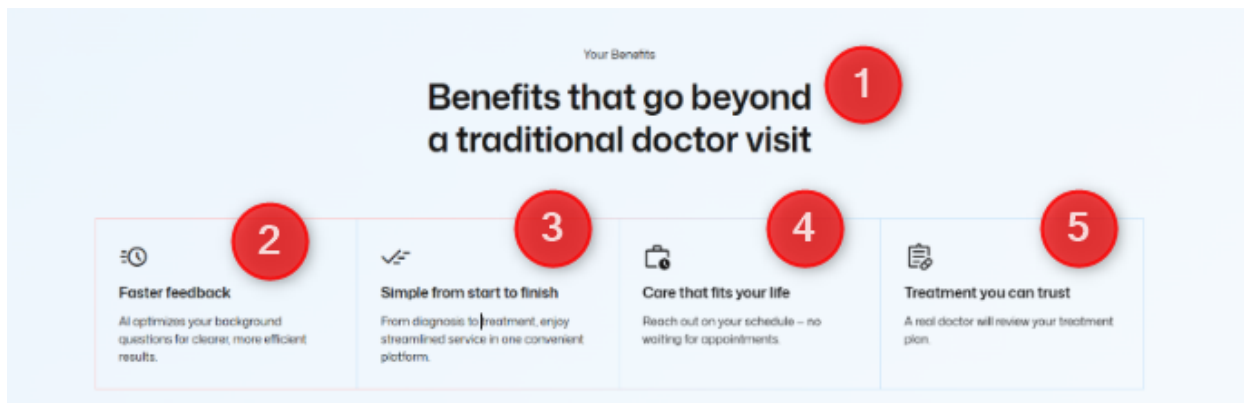 Your Benefits
Benefits that go beyond
a traditional doctor visit
1
2
3
4
5
Faster feedback
AI optimizes your background
questions for clearer, more efficient
results.
Simple from start to finish
From diagnosis to treatment, enjoy
streamlined service in one convenient
platform.
Care that fits your life
Reach out on your schedule – no
waiting for appointments.
Treatment you can trust
A real doctor will review your treatment
plan.